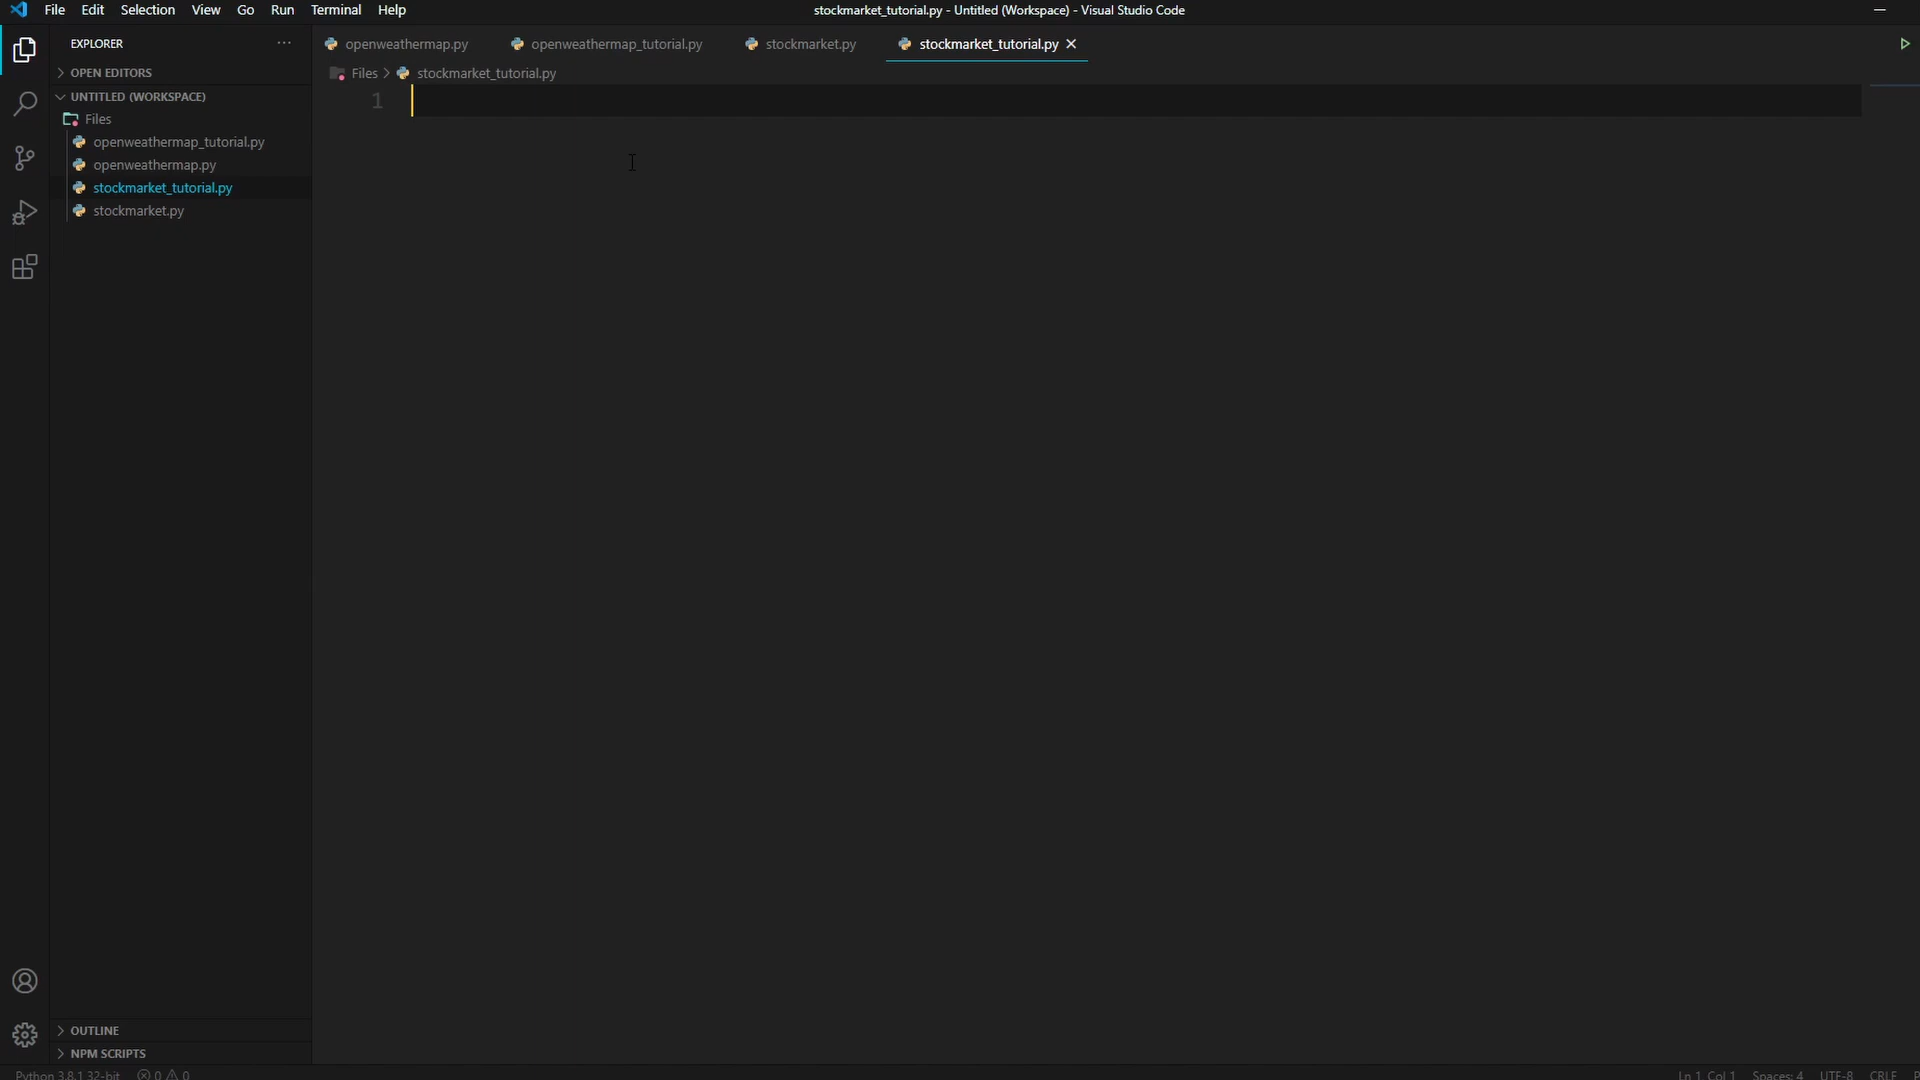 File Edit Selection View Go Run Terminal Help
stockmarket_tutorial.py - Untitled (Workspace) - Visual Studio Code
EXPLORER
openweathermap.py openweathermap_tutorial.py stockmarket.py stockmarket_tutorial.py
OPEN EDITORS
Files > stockmarket_tutorial.py
UNTITLED (WORKSPACE)
1
Files
openweathermap_tutorial.py
openweathermap.py
stockmarket_tutorial.py
stockmarket.py
OUTLINE
NPM SCRIPTS
Python 3.8.1 32-bit 0 0 Ln 1, Col 1 Spaces: 4 UTF-8 CRLF